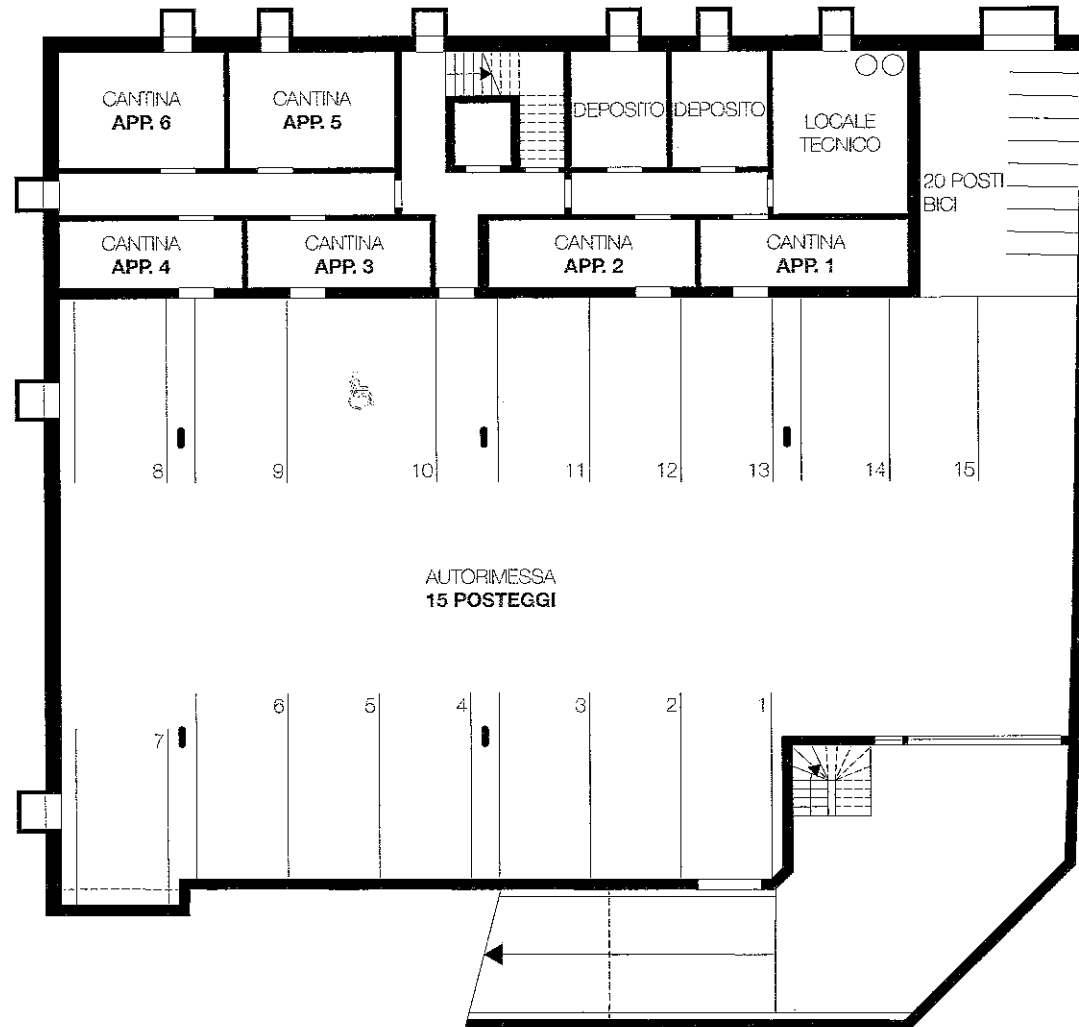 CANTINA
APP. 6
CANTINA
APP. 5
DEPOSITO
DEPOSITO
LOCALE
TECNICO
20 POSTI
BICI
CANTINA
APP. 4
CANTINA
APP. 3
CANTINA
APP. 2
CANTINA
APP. 1
8
9
10
11
12
13
14
15
AUTORIMESSA
15 POSTEGGI
7
6
5
4
3
2
1